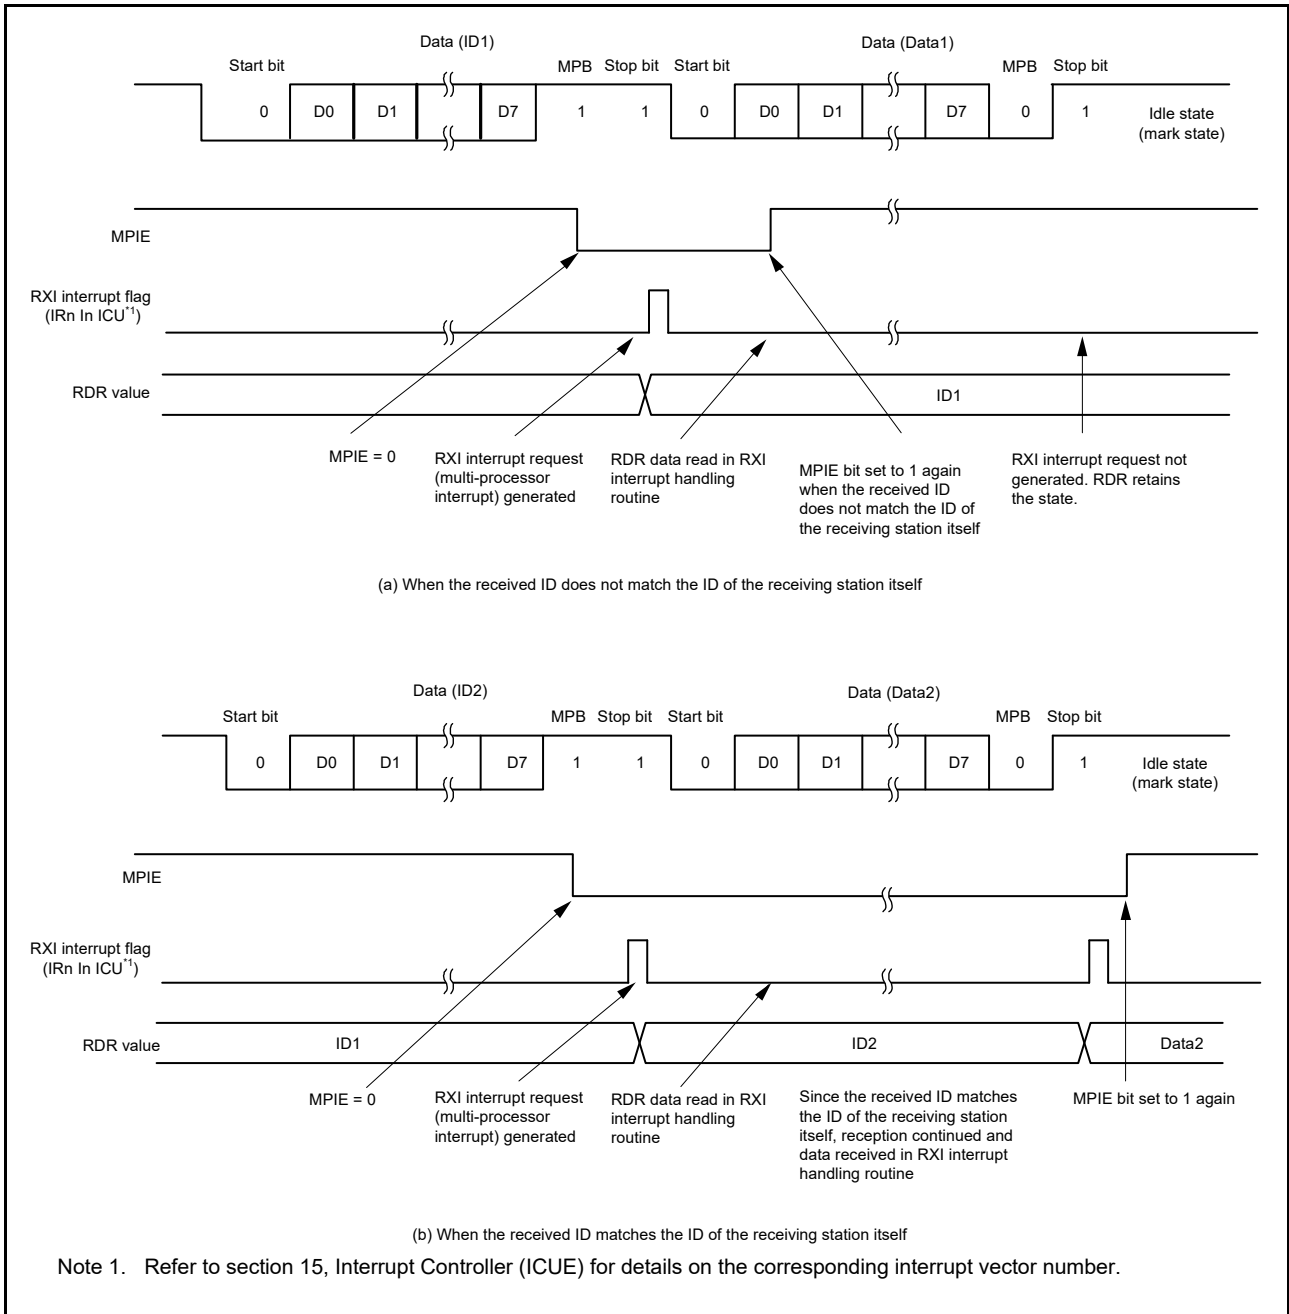 Data (ID1) Data (Data1)
Start bit MPB Stop bit Start bit MPB Stop bit
0 D0 D1 D7 1 1 0 D0 D1 D7 0 1 Idle state
(mark state)
MPIE
RXI interrupt flag
(IRn In ICU*1)
RDR value ID1
MPIE = 0
RXI interrupt request
(multi-processor
interrupt) generated
RDR data read in RXI
interrupt handling
routine
MPIE bit set to 1 again
when the received ID
does not match the ID of
the receiving station itself
RXI interrupt request not
generated. RDR retains
the state.
(a) When the received ID does not match the ID of the receiving station itself
Data (ID2) Data (Data2)
Start bit MPB Stop bit Start bit MPB Stop bit
0 D0 D1 D7 1 1 0 D0 D1 D7 0 1 Idle state
(mark state)
MPIE
RXI interrupt flag
(IRn In ICU*1)
RDR value ID1 ID2 Data2
MPIE = 0
RXI interrupt request
(multi-processor
interrupt) generated
RDR data read in RXI
interrupt handling
routine
Since the received ID matches
the ID of the receiving station
itself, reception continued and
data received in RXI interrupt
handling routine
MPIE bit set to 1 again
(b) When the received ID matches the ID of the receiving station itself
Note 1. Refer to section 15, Interrupt Controller (ICUE) for details on the corresponding interrupt vector number.